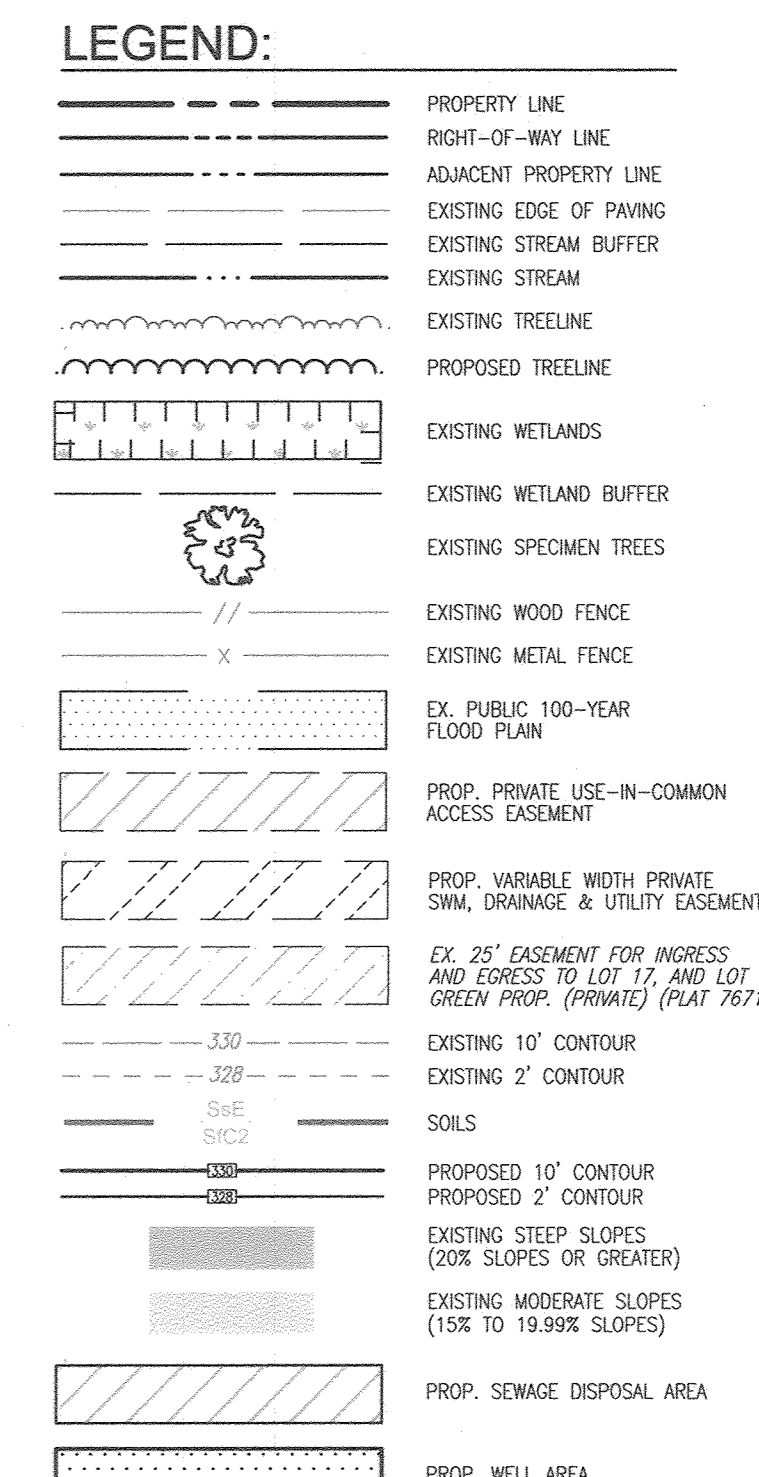 LEGEND:
PROPERTY LINE
RIGHT-OF-WAY LINE
ADJACENT PROPERTY LINE
EXISTING EDGE OF PAVING
EXISTING STREAM BUFFER
EXISTING STREAM
EXISTING TREELINE
PROPOSED TREELINE
EXISTING WETLANDS
EXISTING WETLAND BUFFER
EXISTING SPECIMEN TREES
//
EXISTING WOOD FENCE
X
EXISTING METAL FENCE
EX. PUBLIC 100-YEAR
FLOOD PLAIN
PROP. PRIVATE USE-IN-COMMON
ACCESS EASEMENT
PROP. VARIABLE WIDTH PRIVATE
SWM, DRAINAGE & UTILITY EASEMENT
EX. 25' EASEMENT FOR INGRESS
AND EGRESS TO LOT 17, AND LOT
GREEN PROP. (PRIVATE) (PLAT 7671
330
EXISTING 10' CONTOUR
328
EXISTING 2' CONTOUR
SsE
SfC2
SOILS
330
PROPOSED 10' CONTOUR
328
PROPOSED 2' CONTOUR
EXISTING STEEP SLOPES
(20% SLOPES OR GREATER)
EXISTING MODERATE SLOPES
(15% TO 19.99% SLOPES)
PROP. SEWAGE DISPOSAL AREA
PROP. WELL AREA